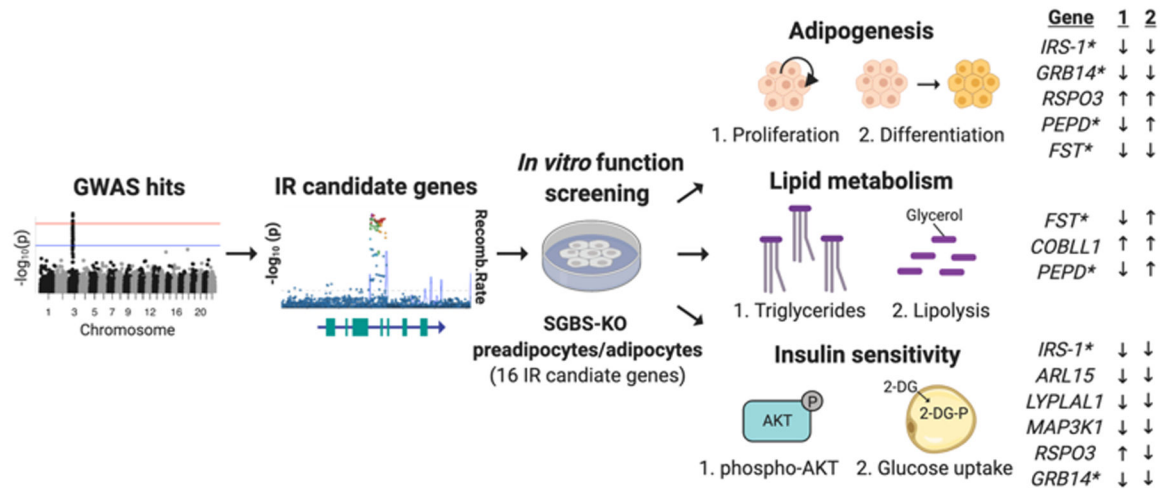 GWAS hits
-log10(p)
1 3 5 7 9 12 16 20
Chromosome
IR candidate genes
-log10 (p)
Recomb.Rate
In vitro function
screening
SGBS-KO
preadipocytes/adipocytes
(16 IR candiate genes)
Adipogenesis
1. Proliferation
2. Differentiation
Lipid metabolism
Glycerol
1. Triglycerides
2. Lipolysis
Insulin sensitivity
AKT
P
2-DG
2-DG-P
1. phospho-AKT
2. Glucose uptake
Gene 1 2
IRS-1* ↓ ↓
GRB14* ↓ ↓
RSPO3 ↑ ↑
PEPD* ↓ ↑
FST* ↓ ↓
FST* ↓ ↑
COBLL1 ↑ ↑
PEPD* ↓ ↑
IRS-1* ↓ ↓
ARL15 ↓ ↓
LYPLAL1 ↓ ↓
MAP3K1 ↓ ↓
RSPO3 ↑ ↓
GRB14* ↓ ↓